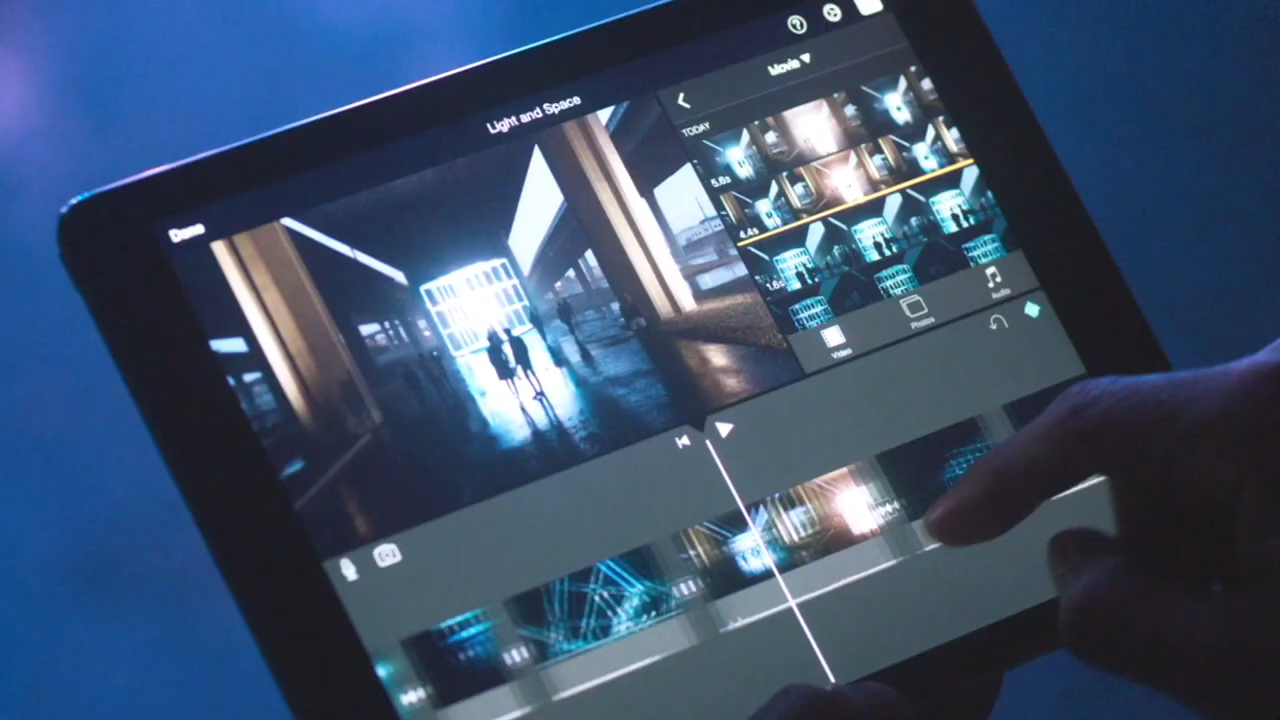 ?
Movie
Light and Space
TODAY
Done
5.6s
4.4s
1.6s
Audio
Photos
Video